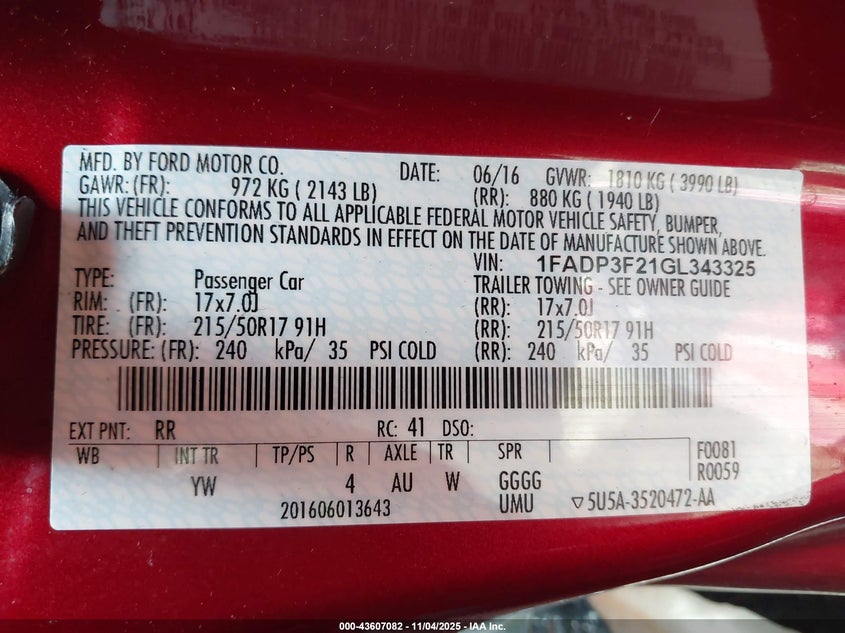 MFD. BY FORD MOTOR CO. DATE: 06/16 GVWR: 1810 KG ( 3990 LB)
GAWR: (FR): 972 KG ( 2143 LB) (RR): 880 KG ( 1940 LB)
THIS VEHICLE CONFORMS TO ALL APPLICABLE FEDERAL MOTOR VEHICLE SAFETY, BUMPER,
AND THEFT PREVENTION STANDARDS IN EFFECT ON THE DATE OF MANUFACTURE SHOWN ABOVE.
VIN: 1FADP3F21GL343325
TYPE: Passenger Car TRAILER TOWING - SEE OWNER GUIDE
RIM: (FR): 17x7.0J (RR): 17x7.0J
TIRE: (FR): 215/50R17 91H (RR): 215/50R17 91H
PRESSURE: (FR): 240 kPa/ 35 PSI COLD (RR): 240 kPa/ 35 PSI COLD
EXT PNT: RR RC: 41 DSO:
WB INT TR TP/PS R AXLE TR SPR F0081
R0059
YW 4 AU W GGGG
201606013643 UMU ▽5U5A-3520472-AA
000-43607082 - 11/04/2025 - IAA Inc.